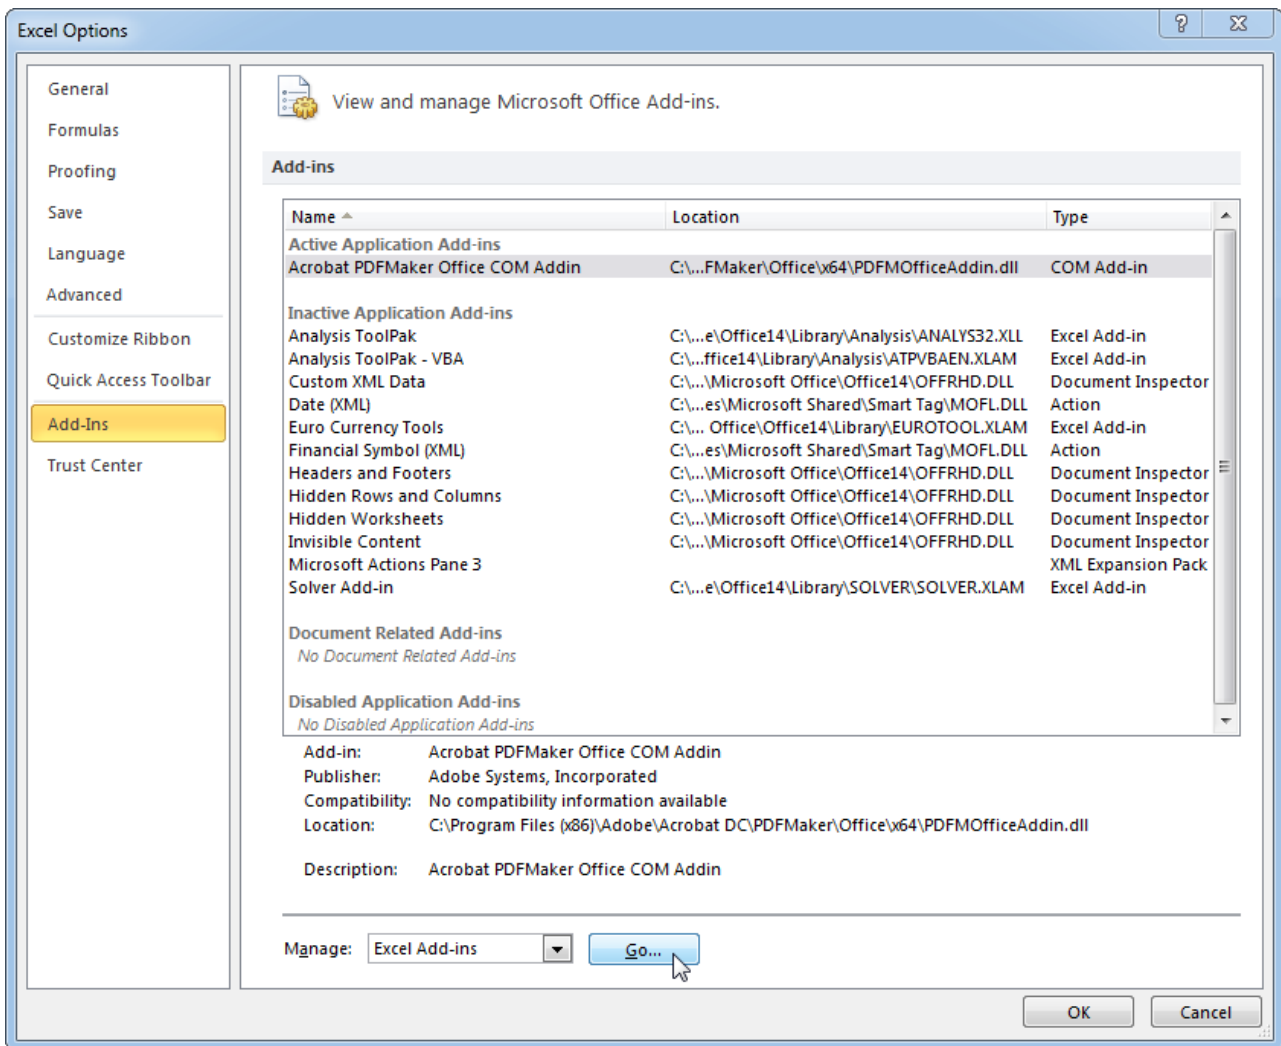 Excel Options
General
Formulas
Proofing
Save
Language
Advanced
Customize Ribbon
Quick Access Toolbar
Add-Ins
Trust Center
View and manage Microsoft Office Add-ins.
Add-ins
Name Location Type
Active Application Add-ins
Acrobat PDFMaker Office COM Addin C:\...FMaker\Office\x64\PDFMOfficeAddin.dll COM Add-in
Inactive Application Add-ins
Analysis ToolPak C:\...e\Office14\Library\Analysis\ANALYS32.XLL Excel Add-in
Analysis ToolPak - VBA C:\...ffice14\Library\Analysis\ATPVBAEN.XLAM Excel Add-in
Custom XML Data C:\...\Microsoft Office\Office14\OFFRHD.DLL Document Inspector
Date (XML) C:\...es\Microsoft Shared\Smart Tag\MOFL.DLL Action
Euro Currency Tools C:\... Office\Office14\Library\EUROTOOL.XLAM Excel Add-in
Financial Symbol (XML) C:\...es\Microsoft Shared\Smart Tag\MOFL.DLL Action
Headers and Footers C:\...\Microsoft Office\Office14\OFFRHD.DLL Document Inspector
Hidden Rows and Columns C:\...\Microsoft Office\Office14\OFFRHD.DLL Document Inspector
Hidden Worksheets C:\...\Microsoft Office\Office14\OFFRHD.DLL Document Inspector
Invisible Content C:\...\Microsoft Office\Office14\OFFRHD.DLL Document Inspector
Microsoft Actions Pane 3 XML Expansion Pack
Solver Add-in C:\...e\Office14\Library\SOLVER\SOLVER.XLAM Excel Add-in
Document Related Add-ins
No Document Related Add-ins
Disabled Application Add-ins
No Disabled Application Add-ins
Add-in: Acrobat PDFMaker Office COM Addin
Publisher: Adobe Systems, Incorporated
Compatibility: No compatibility information available
Location: C:\Program Files (x86)\Adobe\Acrobat DC\PDFMaker\Office\x64\PDFMOfficeAddin.dll
Description: Acrobat PDFMaker Office COM Addin
Manage: Excel Add-ins Go...
OK Cancel